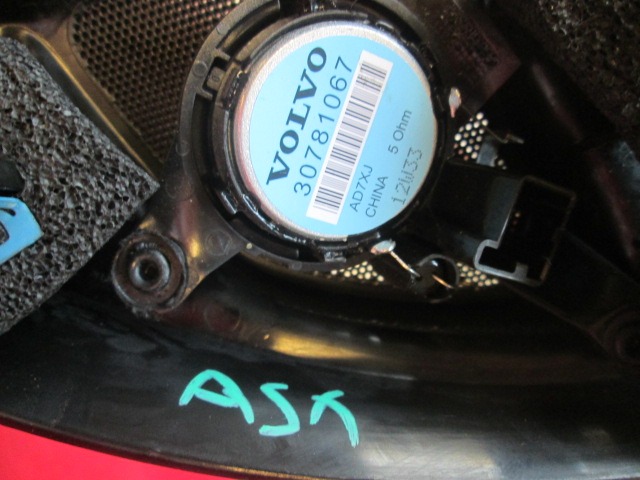 VOLVO
30781067
AD7XJ
CHINA 5 Ohm
12W33
ASK